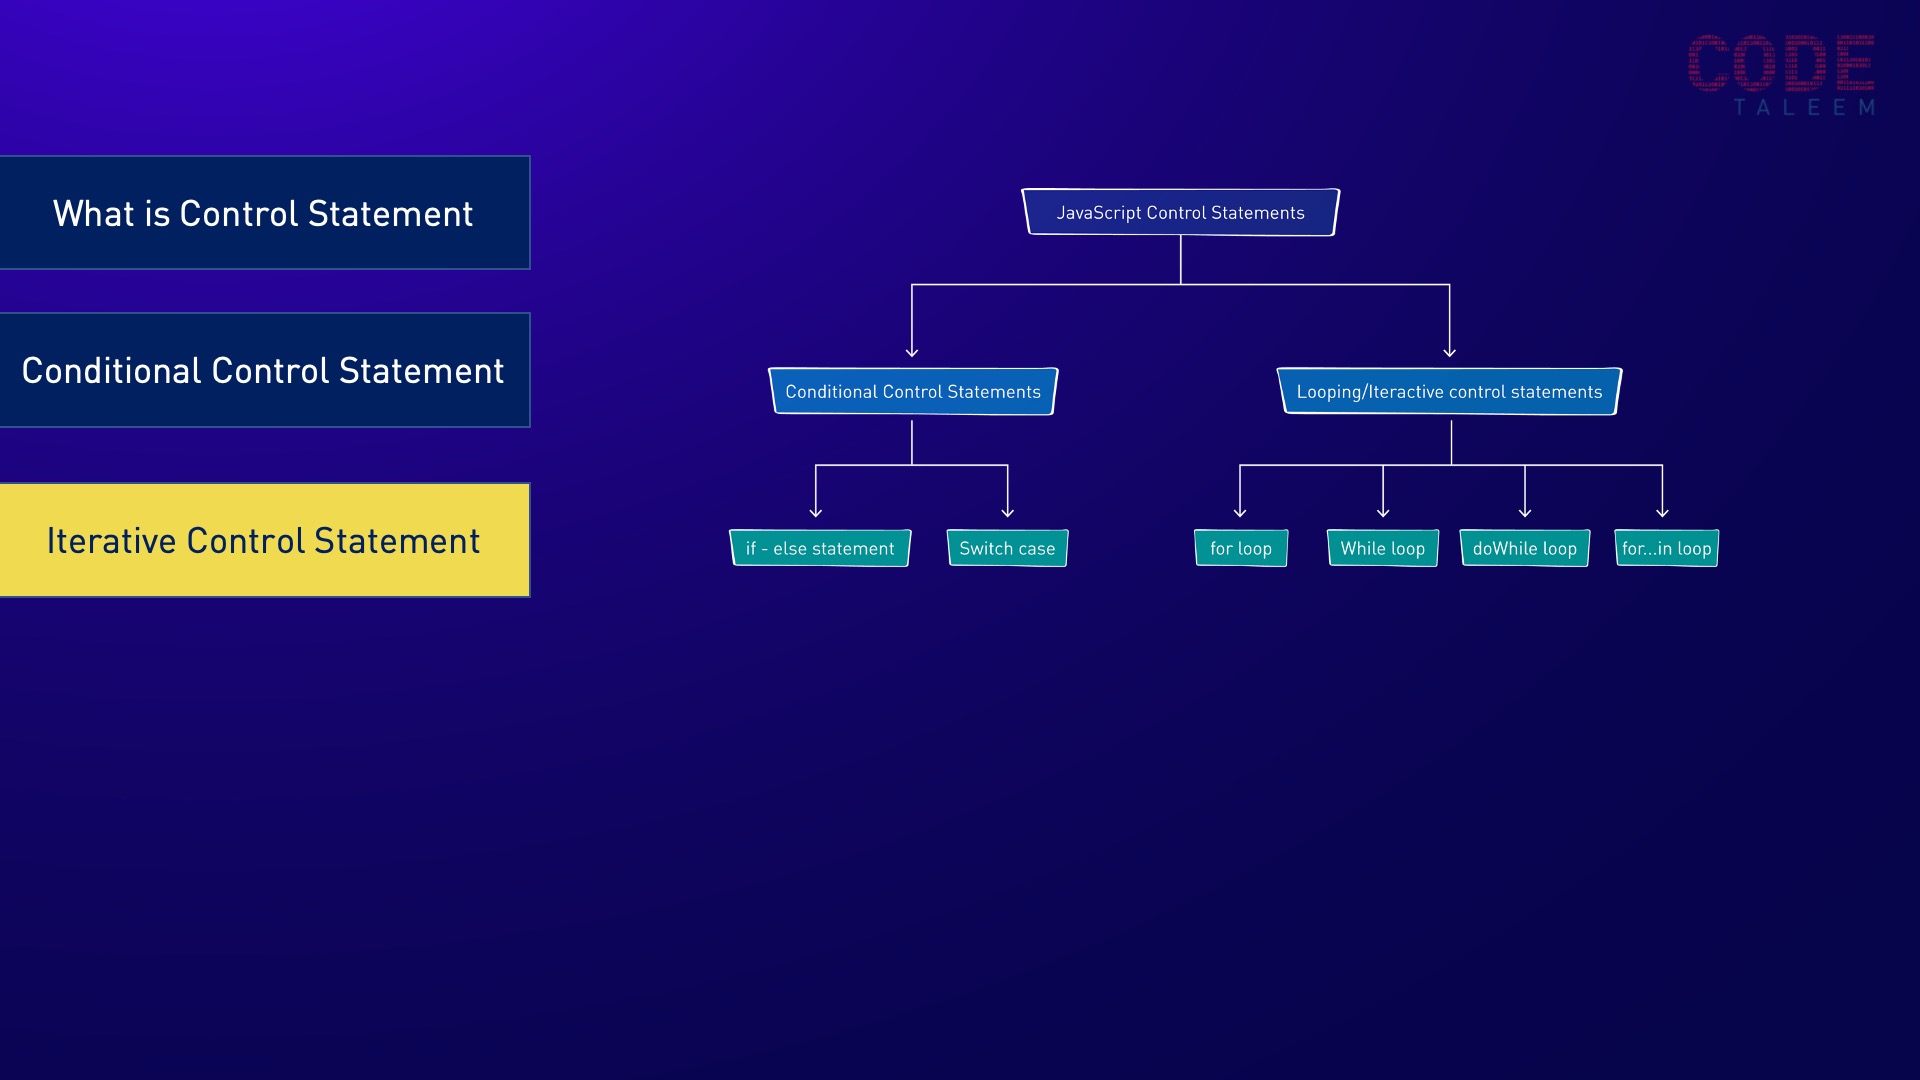 CODE
TALEEM
What is Control Statement
Conditional Control Statement
Iterative Control Statement
JavaScript Control Statements
Conditional Control Statements
Looping/Iteractive control statements
if - else statement
Switch case
for loop
While loop
doWhile loop
for...in loop